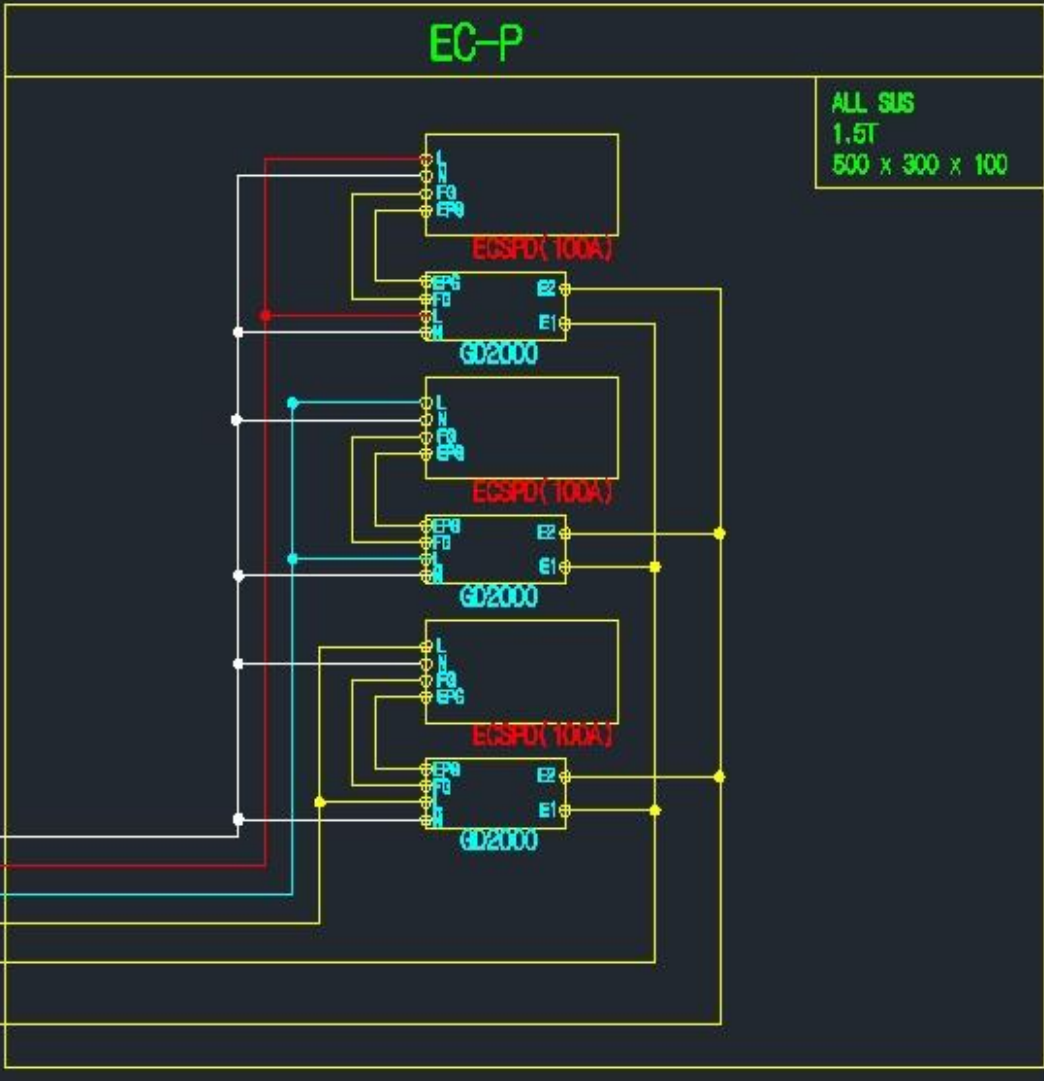 EC-P
ALL SUS
1.5T
500 x 300 x 100
L
N
FG
EPG
ECSPD(100A)
EPG
FG
L
N
E2
E1
GD2000
L
N
FG
EPG
ECSPD(100A)
EPG
FG
L
N
E2
E1
GD2000
L
N
FG
EPG
ECSPD(100A)
EPG
FG
L
N
E2
E1
GD2000